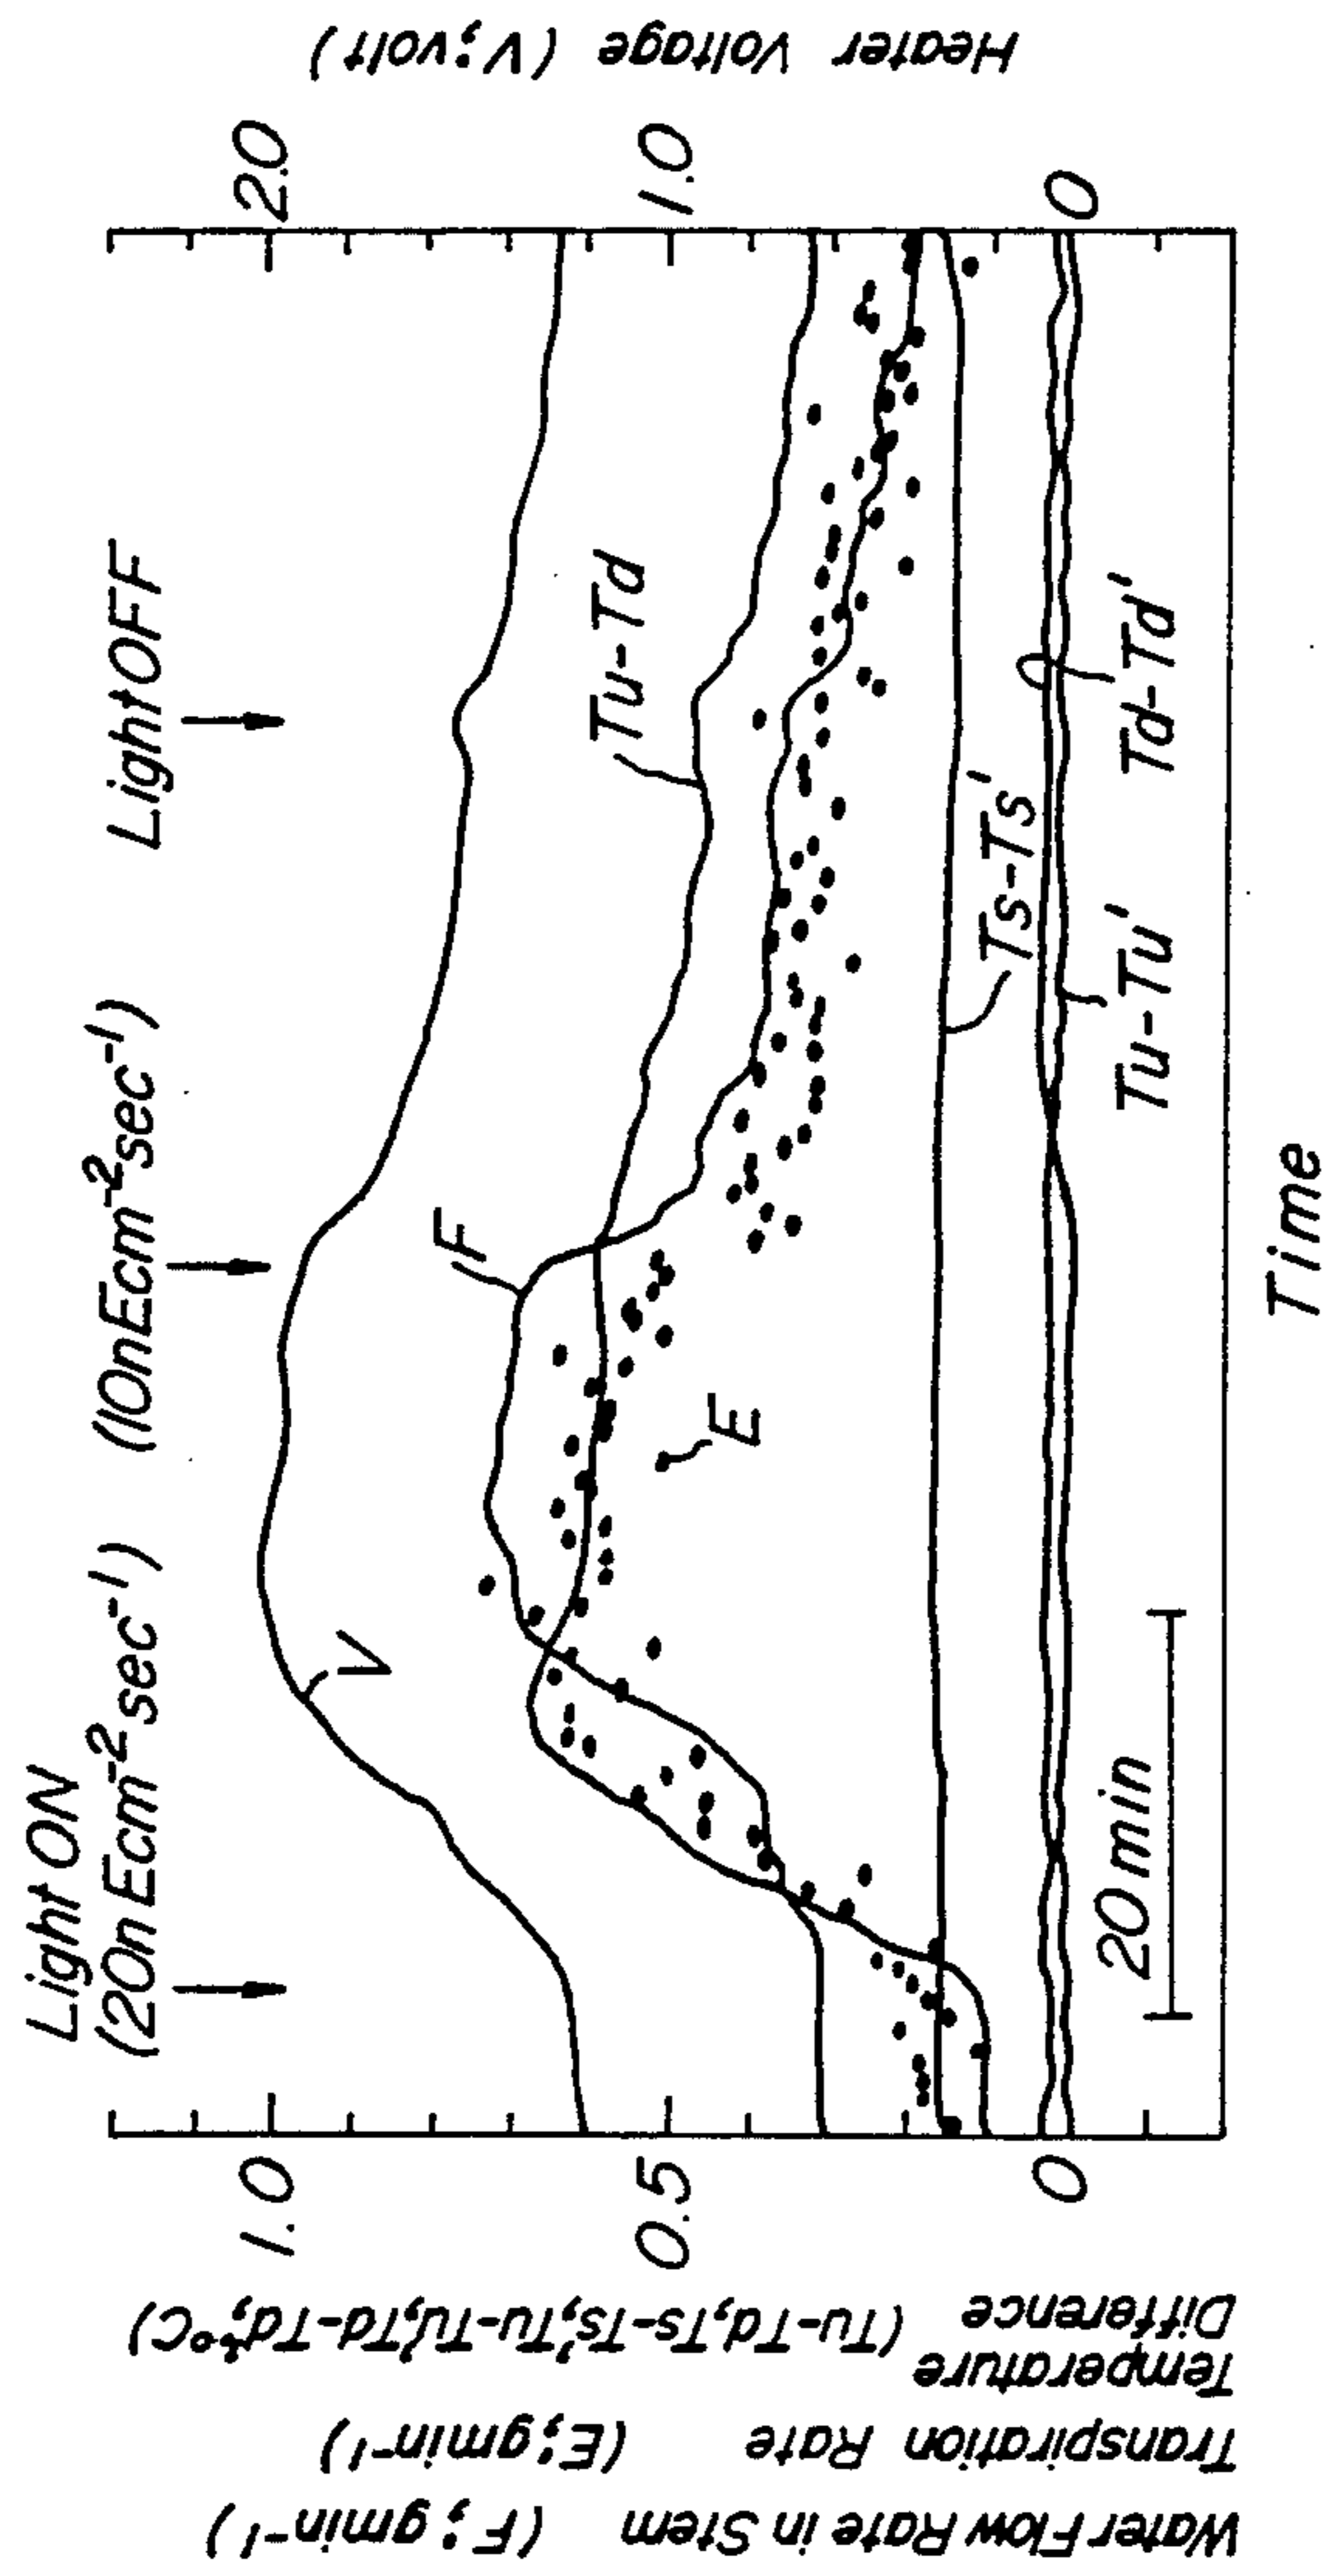 Light ON
(20nEcm⁻²sec⁻¹)
(10nEcm⁻²sec⁻¹)
Light OFF
Water Flow Rate in Stem (F; gmin⁻¹)
Transpiration Rate (E; gmin⁻¹)
Temperature
Difference (Tu-Td, Ts-Ts', Tu-Tu', Td-Td'; °C)
1.0
0.5
0
V
F
E
Tu-Td
Ts-Ts'
Tu-Tu'
Td-Td'
20 min
2.0
1.0
0
Heater Voltage (V; volt)
Time